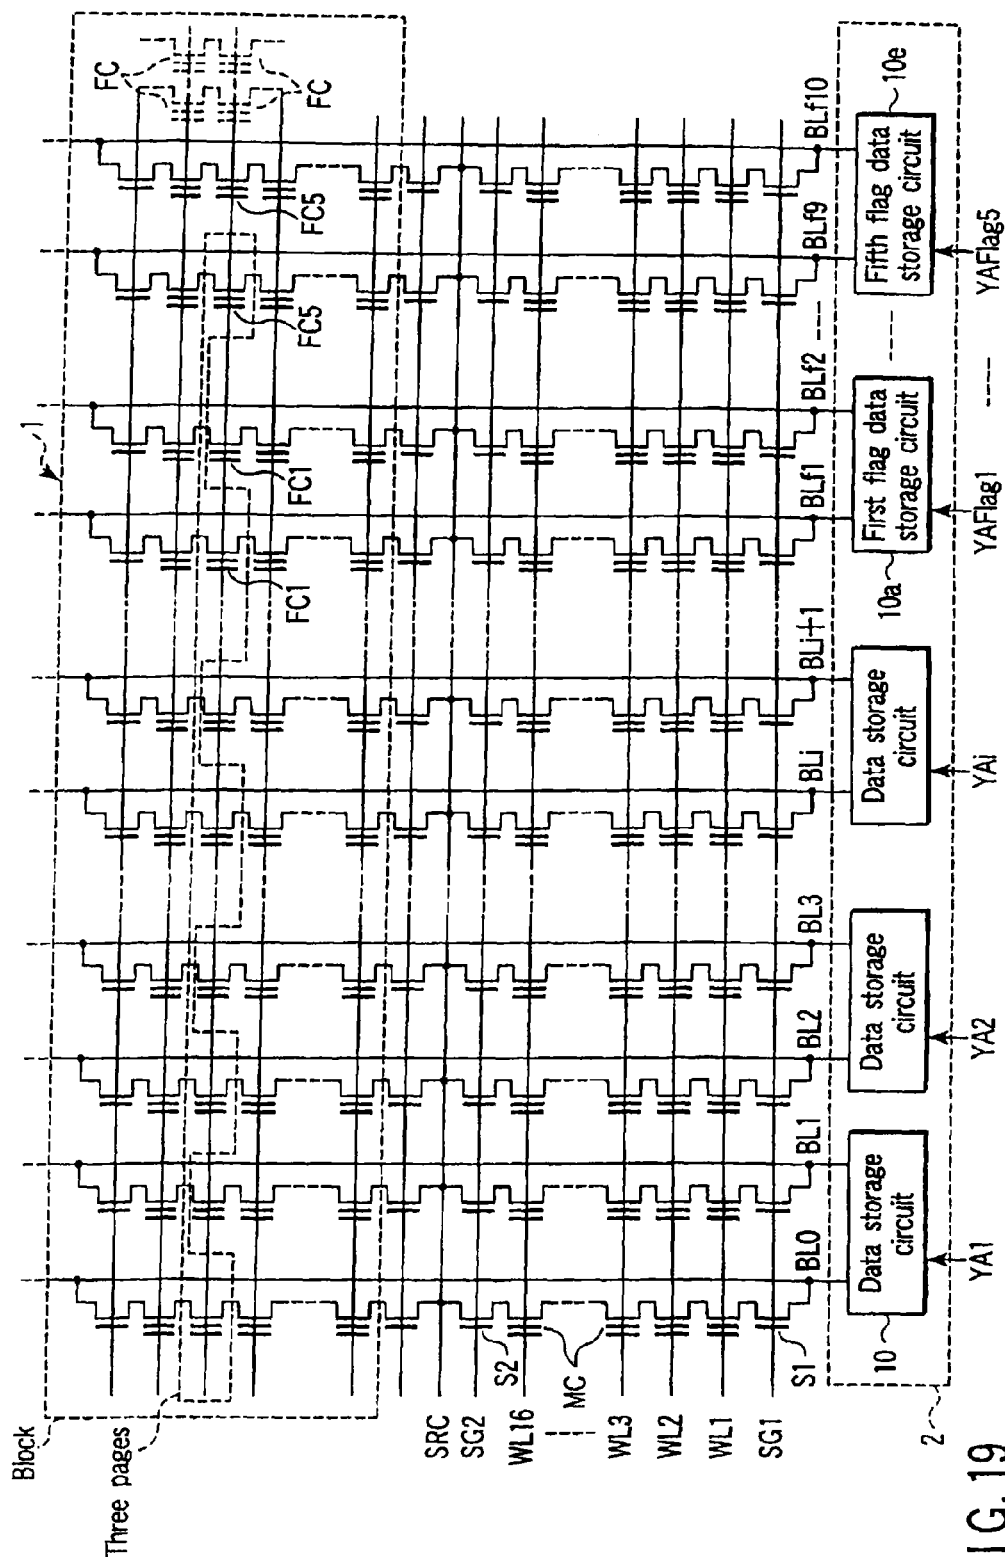 Block
Three pages
1
FC
FC
FC5
FC5
FC1
FC1
SRC
SG2
WL16
S2
MC
WL3
WL2
WL1
SG1
S1
BL0
BL1
BL2
BL3
BLi
BLi+1
BLf1
BLf2
BLf9
BLf10
10
Data storage circuit
Data storage circuit
Data storage circuit
10a
First flag data storage circuit
Fifth flag data storage circuit
10e
2
YA1
YA2
YAi
YAFlag1
YAFlag5
IG. 19